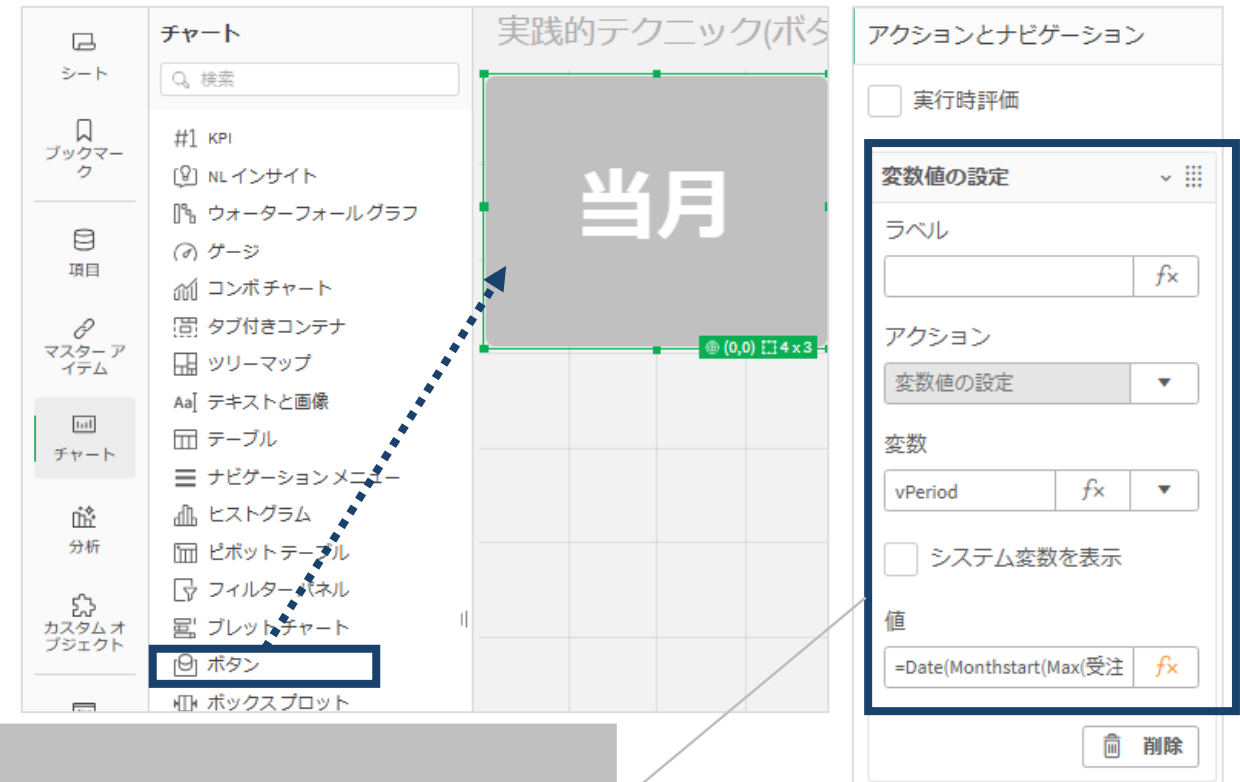 シート
ブックマー
ク
項目
マスター ア
イテム
チャート
分析
カスタム オ
ブジェクト
チャート
検索
#1 KPI
NL インサイト
ウォーターフォール グラフ
ゲージ
コンボ チャート
タブ付きコンテナ
ツリーマップ
Aa テキストと画像
テーブル
ナビゲーション メニュー
ヒストグラム
ピボット テーブル
フィルター パネル
ブレット チャート
ボタン
ボックス プロット
実践的テクニック(ボタ
当月
(0,0) 4 x 3
アクションとナビゲーション
実行時評価
変数値の設定
ラベル
fx
アクション
変数値の設定
変数
vPeriod fx
システム変数を表示
値
=Date(Monthstart(Max(受注 fx
削除